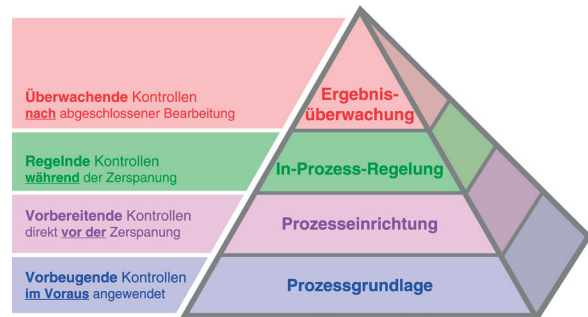 Überwachende Kontrollen
nach abgeschlossener Bearbeitung
Ergebnis-
überwachung
Regelnde Kontrollen
während der Zerspanung
In-Prozess-Regelung
Vorbereitende Kontrollen
direkt vor der Zerspanung
Prozesseinrichtung
Vorbeugende Kontrollen
im Voraus angewendet
Prozessgrundlage